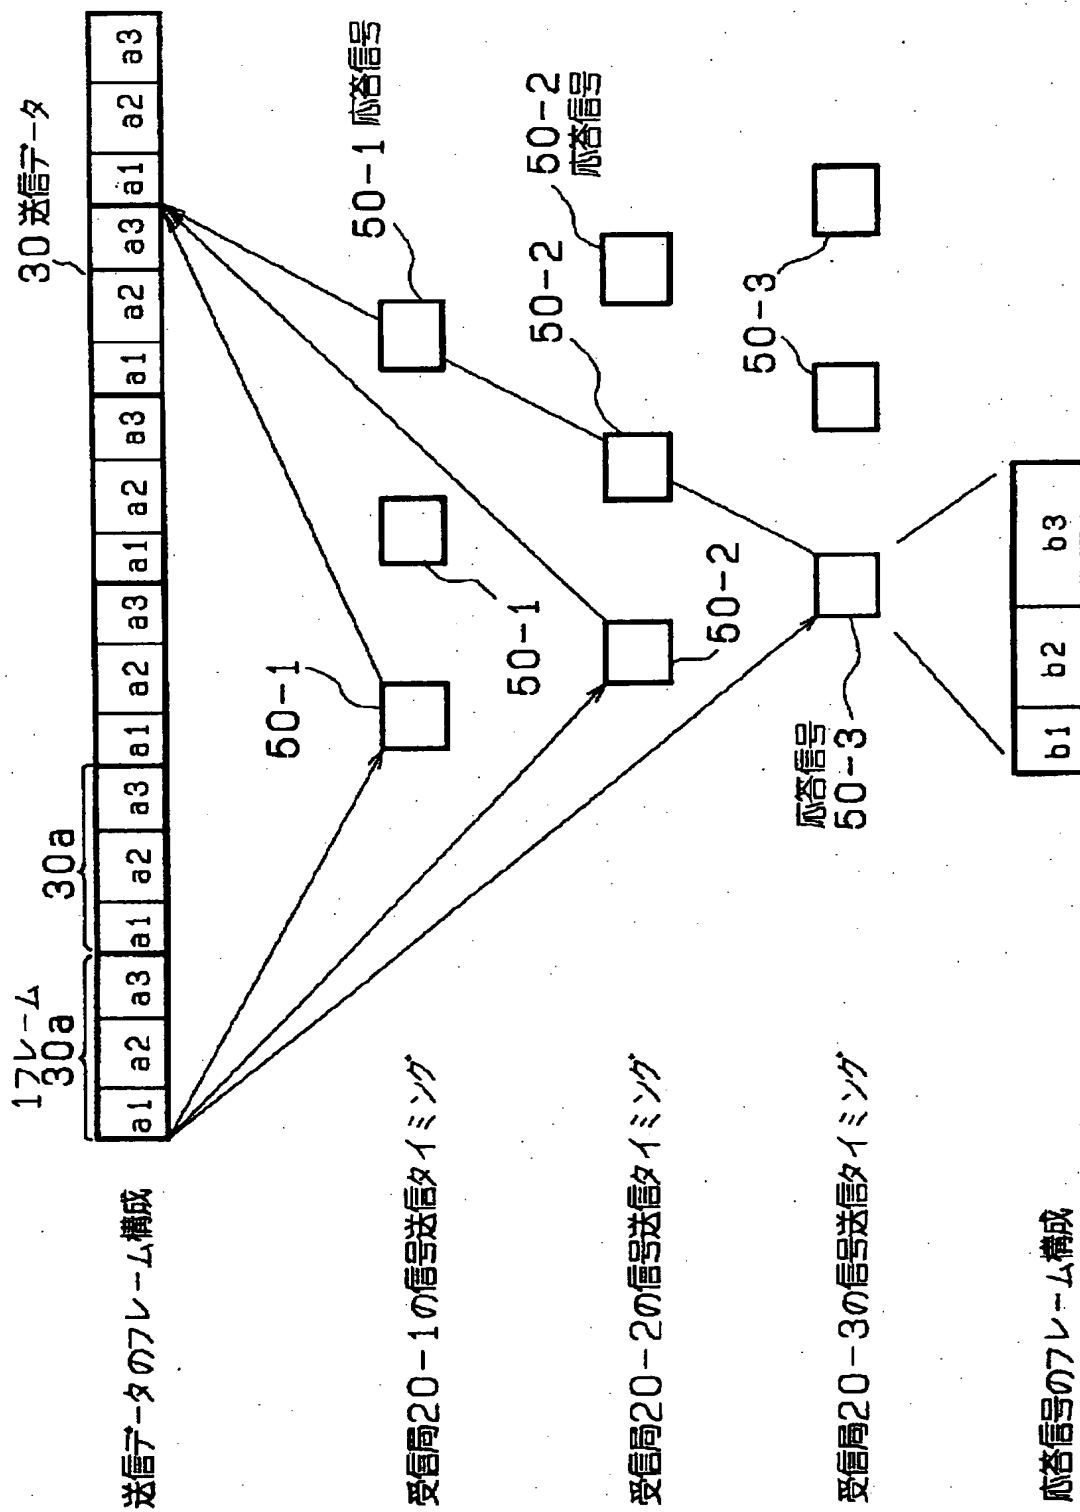 1フレーム
30a
30a
30 送信データ
送信データのフレーム構成
a1 a2 a3 a1 a2 a3 a1 a2 a3 a1 a2 a3 a1 a2 a3 a1 a2 a3
受信局20-1の信号送信タイミング
50-1
50-1
50-1 応答信号
受信局20-2の信号送信タイミング
50-2
50-2
50-2
応答信号
受信局20-3の信号送信タイミング
応答信号
50-3
50-3
応答信号のフレーム構成
b1 b2 b3